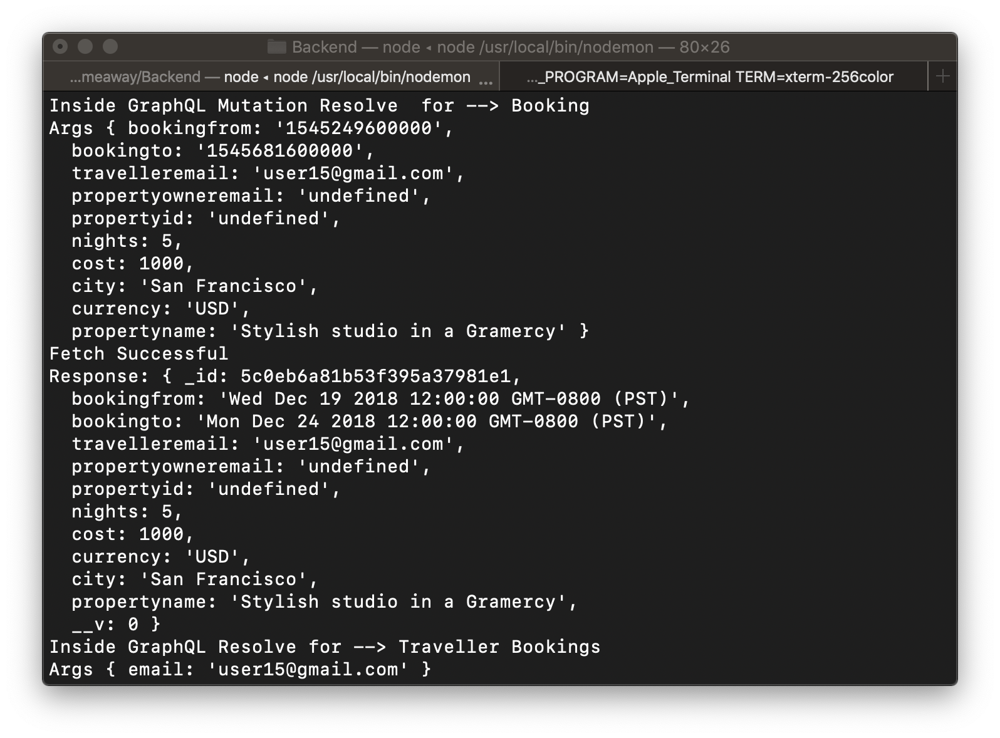 Backend — node ◂ node /usr/local/bin/nodemon — 80×26
...meaway/Backend — node ◂ node /usr/local/bin/nodemon ...
..._PROGRAM=Apple_Terminal TERM=xterm-256color
Inside GraphQL Mutation Resolve  for --> Booking
Args { bookingfrom: '1545249600000',
  bookingto: '1545681600000',
  travelleremail: 'user15@gmail.com',
  propertyowneremail: 'undefined',
  propertyid: 'undefined',
  nights: 5,
  cost: 1000,
  city: 'San Francisco',
  currency: 'USD',
  propertyname: 'Stylish studio in a Gramercy' }
Fetch Successful
Response: { _id: 5c0eb6a81b53f395a37981e1,
  bookingfrom: 'Wed Dec 19 2018 12:00:00 GMT-0800 (PST)',
  bookingto: 'Mon Dec 24 2018 12:00:00 GMT-0800 (PST)',
  travelleremail: 'user15@gmail.com',
  propertyowneremail: 'undefined',
  propertyid: 'undefined',
  nights: 5,
  cost: 1000,
  currency: 'USD',
  city: 'San Francisco',
  propertyname: 'Stylish studio in a Gramercy',
  __v: 0 }
Inside GraphQL Resolve for --> Traveller Bookings
Args { email: 'user15@gmail.com' }